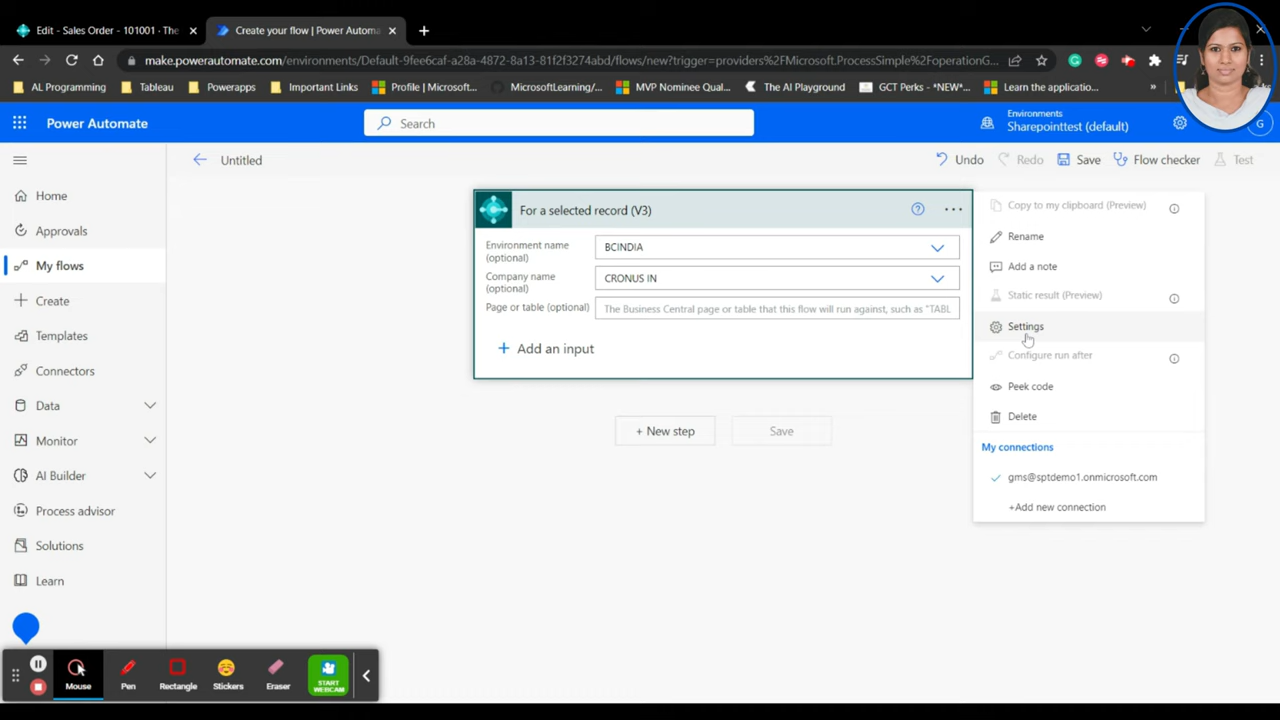 Edit - Sales Order - 101001 - The
Create your flow | Power Automa
make.powerautomate.com/environments/Default-9fee6caf-a28a-4872-8a13-81f2f3274abd/flows/new?trigger=providers%2FMicrosoft.ProcessSimple%2FoperationG...
AI Programming
Tableau
Powerapps
Important Links
Profile | Microsoft...
MicrosoftLearning/...
MVP Nominee Qual...
The AI Playground
GCT Perks - *NEW*...
Learn the applicatio...
Power Automate
Search
Environments
Sharepointtest (default)
G
Untitled
Undo
Redo
Save
Flow checker
Test
Home
Approvals
My flows
Create
Templates
Connectors
Data
Monitor
AI Builder
Process advisor
Solutions
Learn
For a selected record (V3)
Environment name (optional)
BCINDIA
Company name (optional)
CRONUS IN
Page or table (optional)
The Business Central page or table that this flow will run against, such as "TABL
+ Add an input
+ New step
Save
Copy to my clipboard (Preview)
Rename
Add a note
Static result (Preview)
Settings
Configure run after
Peek code
Delete
My connections
gms@sptdemo1.onmicrosoft.com
+Add new connection
Mouse
Pen
Rectangle
Stickers
Eraser
START WEBCAM